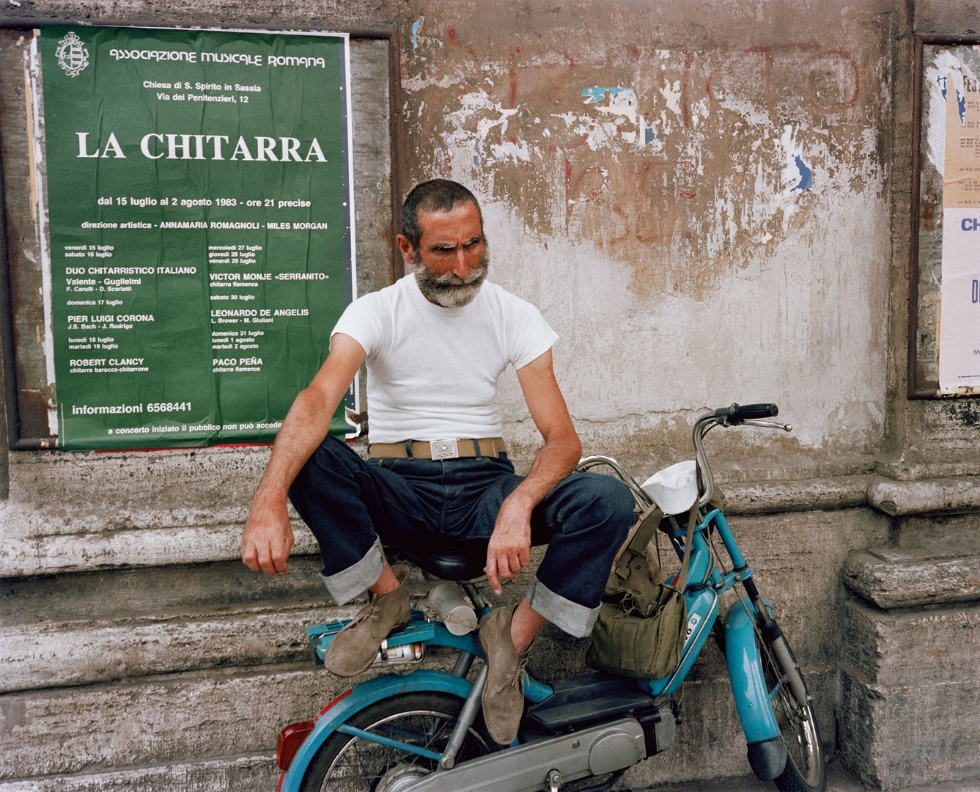 ASSOCIAZIONE MUSICALE ROMANA
Chiesa di S. Spirito in Sassia
Via dei Penitenzieri, 12
LA CHITARRA
dal 15 luglio al 2 agosto 1983 - ore 21 precise
direzione artistica - ANNAMARIA ROMAGNOLI - MILES MORGAN
venerdì 15 luglio
sabato 16 luglio
DUO CHITARRISTICO ITALIANO
Valente - Guglielmi
F. Carulli - D. Scarlatti
domenica 17 luglio
PIER LUIGI CORONA
J.S. Bach - J. Rodrigo
lunedì 18 luglio
martedì 19 luglio
ROBERT CLANCY
chitarra barocca-chitarrone
mercoledì 27 luglio
giovedì 28 luglio
venerdì 29 luglio
VICTOR MONJE «SERRANITO»
chitarra flamenca
sabato 30 luglio
LEONARDO DE ANGELIS
L. Brower - M. Giuliani
domenica 31 luglio
lunedì 1 agosto
martedì 2 agosto
PACO PEÑA
chitarra flamenca
informazioni 6568441
a concerto iniziato il pubblico non può accede
CH